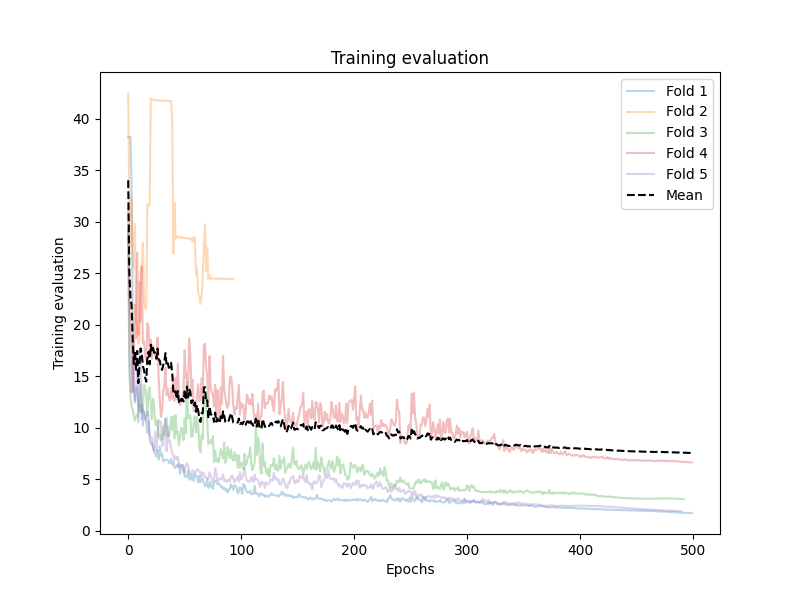 Training evaluation
Training evaluation
40
35
30
25
20
15
10
5
0
Fold 1
Fold 2
Fold 3
Fold 4
Fold 5
Mean
0 100 200 300 400 500
Epochs